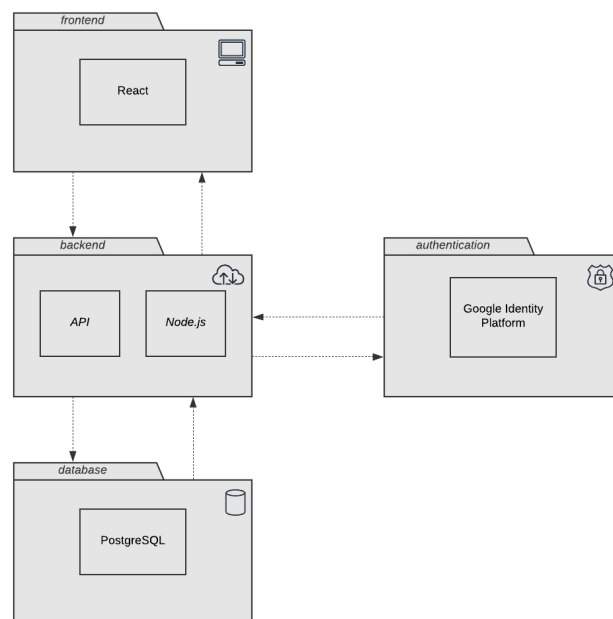 frontend
React
backend
API
Node.js
authentication
Google Identity
Platform
database
PostgreSQL